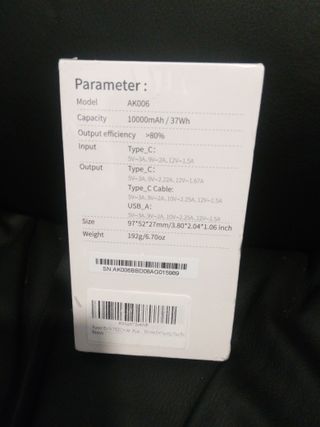 Parameter :
Model AK006
Capacity 10000mAh / 37Wh
Output efficiency >80%
Input Type_C:
5V⎓3A, 9V⎓2A, 12V⎓1.5A
Output Type_C:
5V⎓3A, 9V⎓2.22A, 12V⎓1.67A
Type_C Cable:
5V⎓3A, 9V⎓3A, 10V⎓2.25A, 12V⎓1.5A
USB_A:
5V⎓3A, 9V⎓2A, 10V⎓2.25A, 12V⎓1.5A
Size 97*52*27mm/3.80*2.04*1.06 inch
Weight 192g/6.70oz